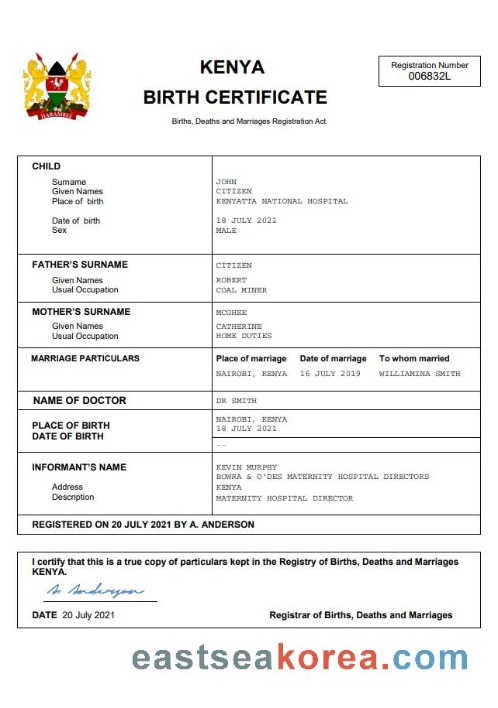 KENYA
BIRTH CERTIFICATE
Births, Deaths and Marriages Registration Act
Registration Number
006832L
HARAMBEE
CHILD
Surname JOHN
Given Names CITIZEN
Place of birth KENYATTA NATIONAL HOSPITAL
Date of birth 18 JULY 2021
Sex MALE
FATHER'S SURNAME CITIZEN
Given Names ROBERT
Usual Occupation COAL MINER
MOTHER'S SURNAME MCGHEE
Given Names CATHERINE
Usual Occupation HOME DUTIES
MARRIAGE PARTICULARS Place of marriage Date of marriage To whom married
NAIROBI, KENYA 16 JULY 2019 WILLIAMINA SMITH
NAME OF DOCTOR DR SMITH
PLACE OF BIRTH NAIROBI, KENYA
DATE OF BIRTH 18 JULY 2021
--
INFORMANT'S NAME KEVIN MURPHY
BOWRA & O'DES MATERNITY HOSPITAL DIRECTORS
Address KENYA
Description MATERNITY HOSPITAL DIRECTOR
REGISTERED ON 20 JULY 2021 BY A. ANDERSON
I certify that this is a true copy of particulars kept in the Registry of Births, Deaths and Marriages
KENYA.
A Anderson
DATE 20 July 2021 Registrar of Births, Deaths and Marriages
eastseakorea.com